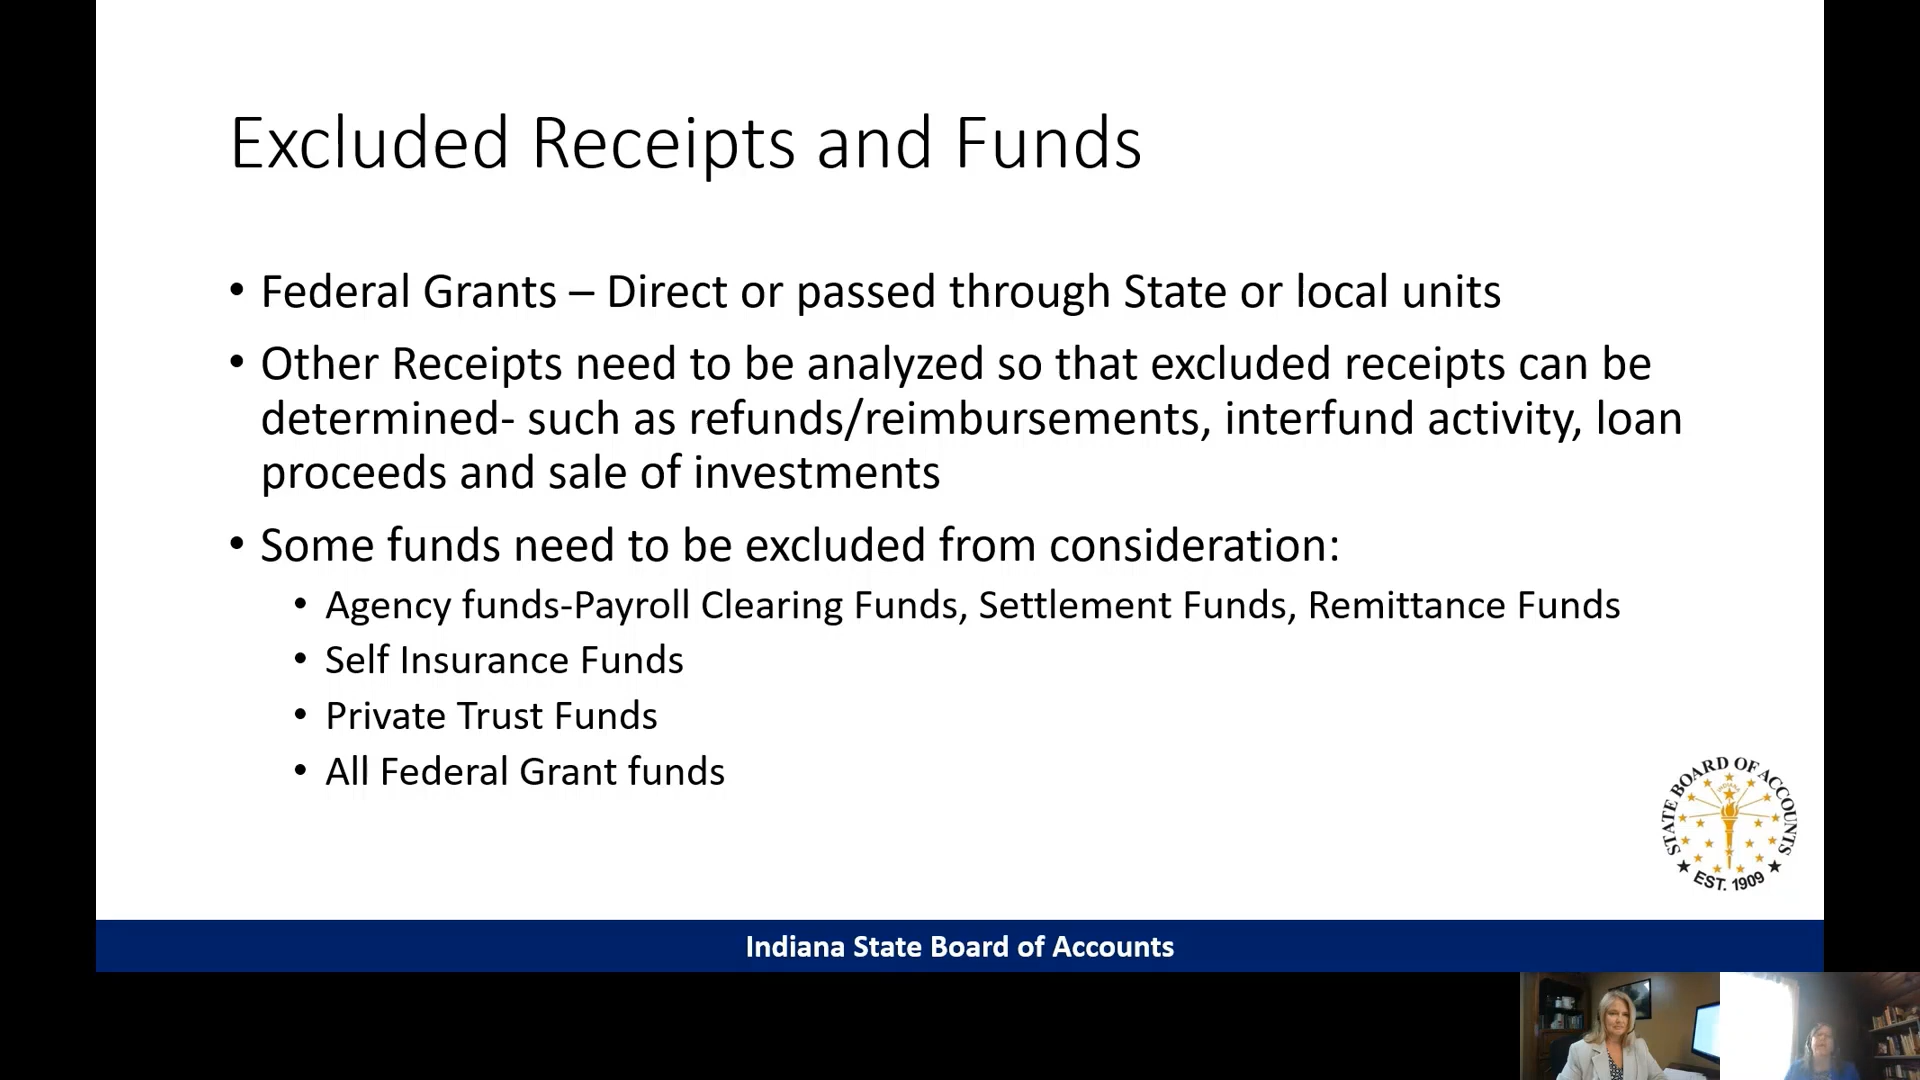 Excluded Receipts and Funds
• Federal Grants – Direct or passed through State or local units
• Other Receipts need to be analyzed so that excluded receipts can be
determined- such as refunds/reimbursements, interfund activity, loan
proceeds and sale of investments
• Some funds need to be excluded from consideration:
• Agency funds-Payroll Clearing Funds, Settlement Funds, Remittance Funds
• Self Insurance Funds
• Private Trust Funds
• All Federal Grant funds
STATE BOARD OF ACCOUNTS
INDIANA
★ EST. 1909 ★
Indiana State Board of Accounts